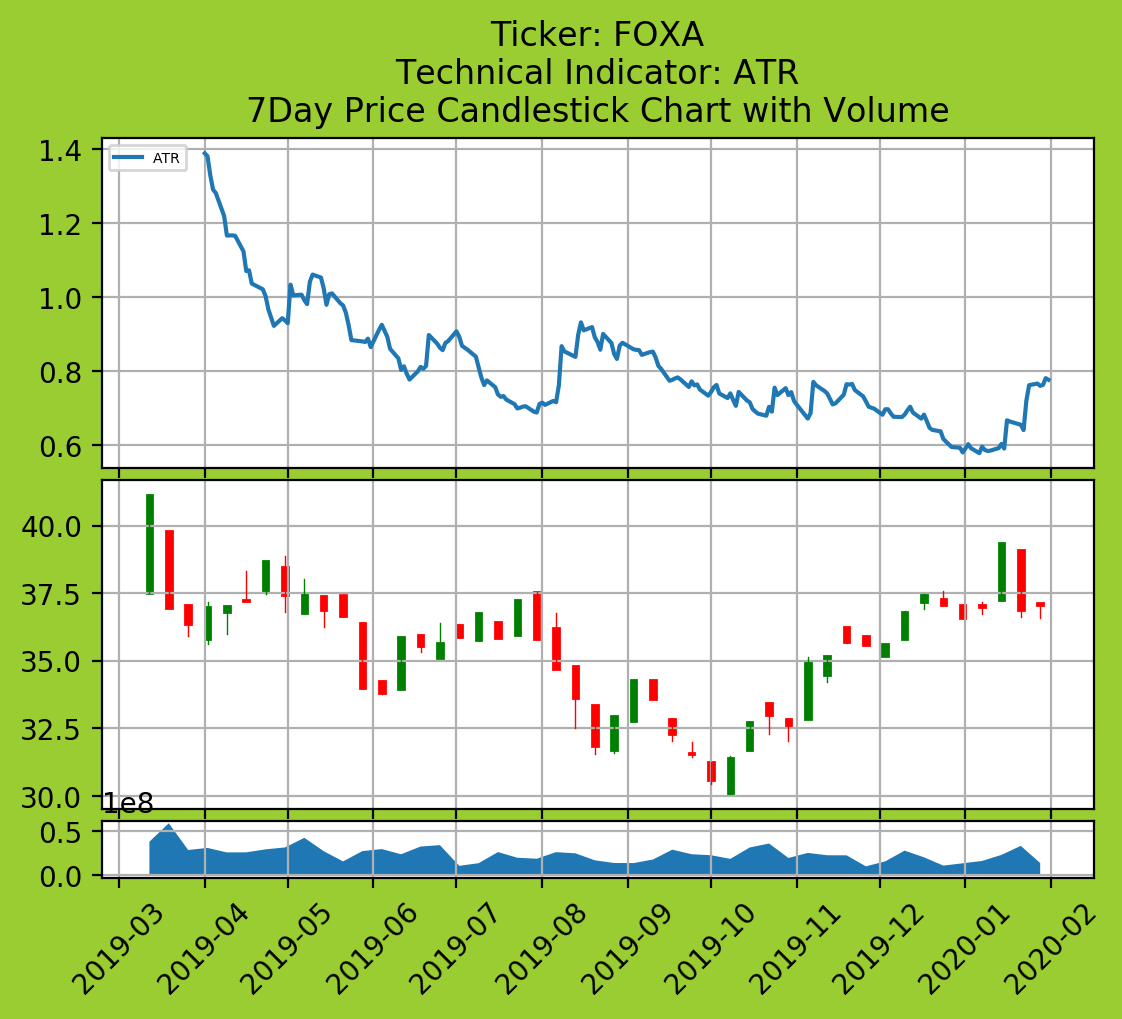 Ticker: FOXA
Technical Indicator: ATR
7Day Price Candlestick Chart with Volume
ATR
1.4
1.2
1.0
0.8
0.6
40.0
37.5
35.0
32.5
30.0
1e8
0.5
0.0
2019-03 2019-04 2019-05 2019-06 2019-07 2019-08 2019-09 2019-10 2019-11 2019-12 2020-01 2020-02